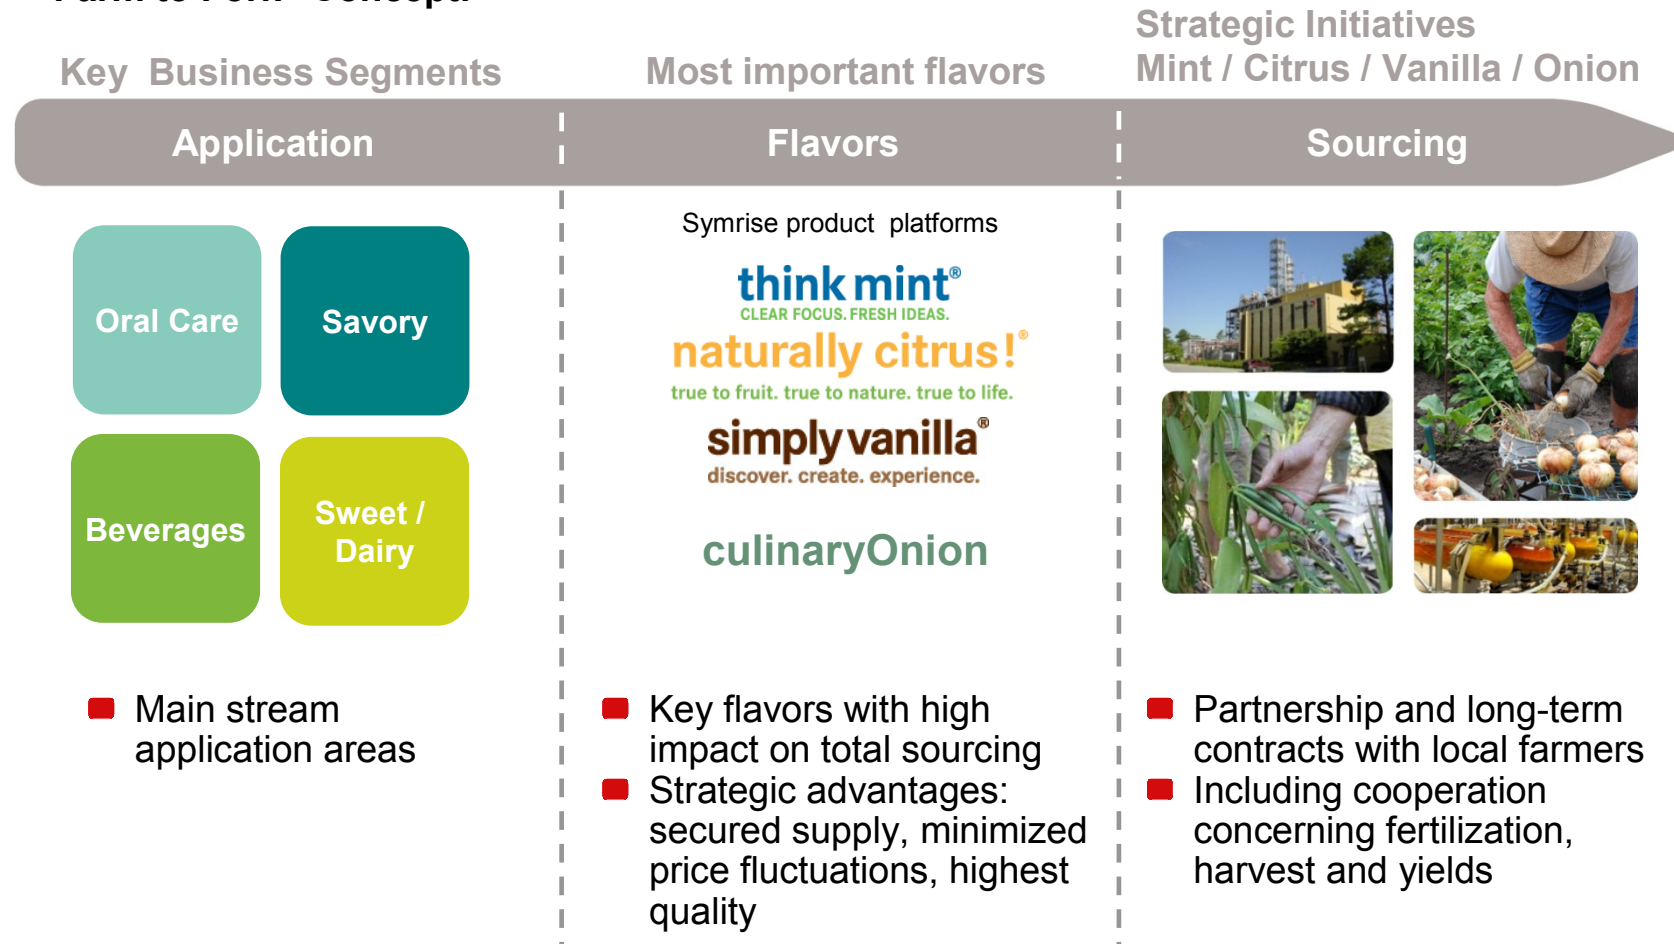 Key Business Segments
Most important flavors
Strategic Initiatives
Mint / Citrus / Vanilla / Onion
Application
Flavors
Sourcing
Oral Care
Savory
Beverages
Sweet /
Dairy
Main stream
application areas
Symrise product platforms
think mint®
CLEAR FOCUS. FRESH IDEAS.
naturally citrus!®
true to fruit. true to nature. true to life.
simply vanilla®
discover. create. experience.
culinaryOnion
Key flavors with high
impact on total sourcing
Strategic advantages:
secured supply, minimized
price fluctuations, highest
quality
Partnership and long-term
contracts with local farmers
Including cooperation
concerning fertilization,
harvest and yields